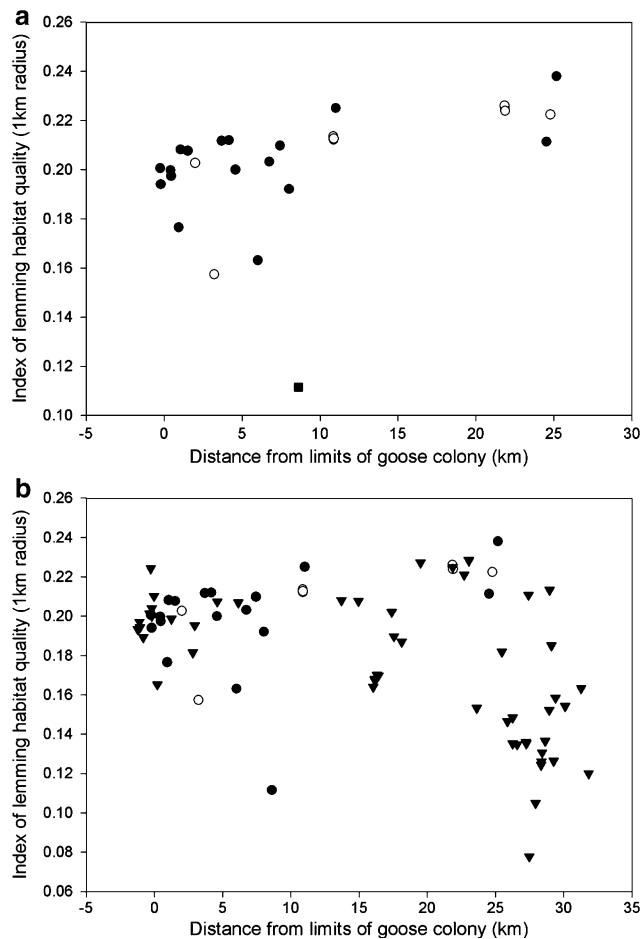 a
0.26
0.24
0.22
0.20
0.18
0.16
0.14
0.12
0.10
Index of lemming habitat quality (1km radius)
-5 0 5 10 15 20 25 30
Distance from limits of goose colony (km)
b
0.26
0.24
0.22
0.20
0.18
0.16
0.14
0.12
0.10
0.08
0.06
Index of lemming habitat quality (1km radius)
-5 0 5 10 15 20 25 30 35
Distance from limits of goose colony (km)